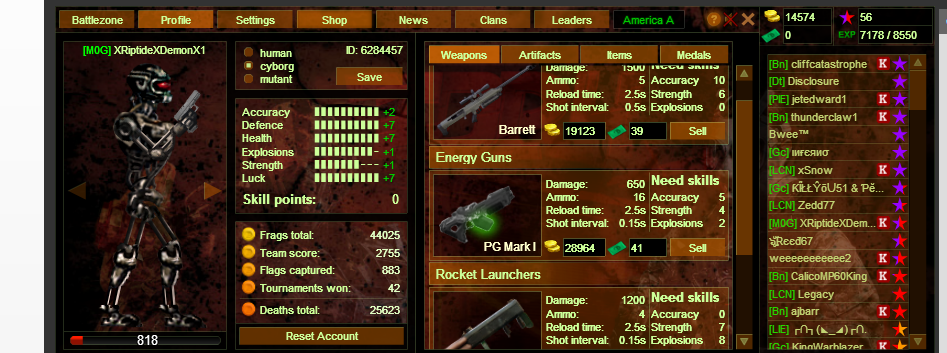 Battlezone Profile Settings Shop News Clans Leaders America A ?
14574 56
0 EXP 7178 / 8550
[M0G] XRiptideXDemonX1
818
human ID: 6284457
cyborg
mutant Save
Accuracy +2
Defence +7
Health +7
Explosions +1
Strength +1
Luck +7
Skill points: 0
Frags total: 44025
Team score: 2755
Flags captured: 883
Tournaments won: 42
Deaths total: 25623
Reset Account
Weapons Artifacts Items Medals
Damage: 1500 Need skills
Ammo: 5 Accuracy 10
Reload time: 2.5s Strength 6
Shot interval: 0.5s Explosions 0
Barrett 19123 39 Sell
Energy Guns
Damage: 650 Need skills
Ammo: 16 Accuracy 5
Reload time: 2.5s Strength 4
Shot interval: 0.15s Explosions 2
PG Mark I 28964 41 Sell
Rocket Launchers
Damage: 1200 Need skills
Ammo: 4 Accuracy 0
Reload time: 2.5s Strength 7
Shot interval: 0.5s Explosions 8
[Bn] cliffcatastrophe K
[Dt] Disclosure
[PlE] jetedward1 K
[Bn] thunderclaw1 K
Bwee™
[Gc]
[LCN] xSnow K
[Gc]
[LCN] Zedd77
[M0G] XRiptideXDem... K
weeeeeeeeeee2 K
[Bn] CalicoMP60King K
[LCN] Legacy
[Bn] ajbarr K
[LIE]
[Gc] KingWarblazer K